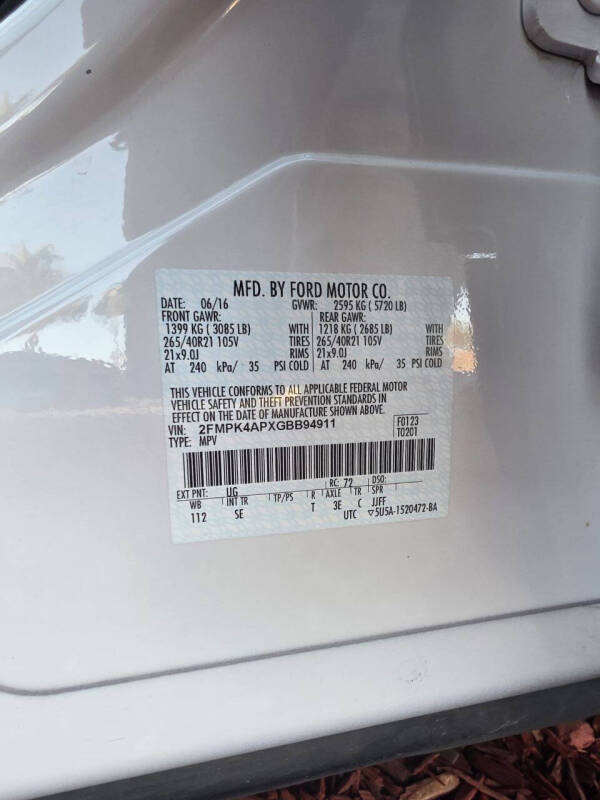 MFD. BY FORD MOTOR CO.
DATE: 06/16 GVWR: 2595 KG ( 5720 LB)
FRONT GAWR: REAR GAWR:
1399 KG ( 3085 LB) WITH 1218 KG ( 2685 LB) WITH
265/40R21 105V TIRES 265/40R21 105V TIRES
21x9.0J RIMS 21x9.0J RIMS
AT 240 kPa/ 35 PSI COLD AT 240 kPa/ 35 PSI COLD
THIS VEHICLE CONFORMS TO ALL APPLICABLE FEDERAL MOTOR
VEHICLE SAFETY AND THEFT PREVENTION STANDARDS IN
EFFECT ON THE DATE OF MANUFACTURE SHOWN ABOVE.
VIN: 2FMPK4APXGBB94911 F0123
TYPE: MPV T0201
EXT PNT: UG RC: 72 DSO:
WB INT TR TP/PS R AXLE TR SPR
112 SE T 3E C JJFF
UTC ▽5U5A-1520472-BA